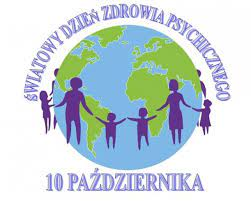 ŚWIATOWY DZIEŃ ZDROWIA PSYCHICZNEGO
10 PAŹDZIERNIKA